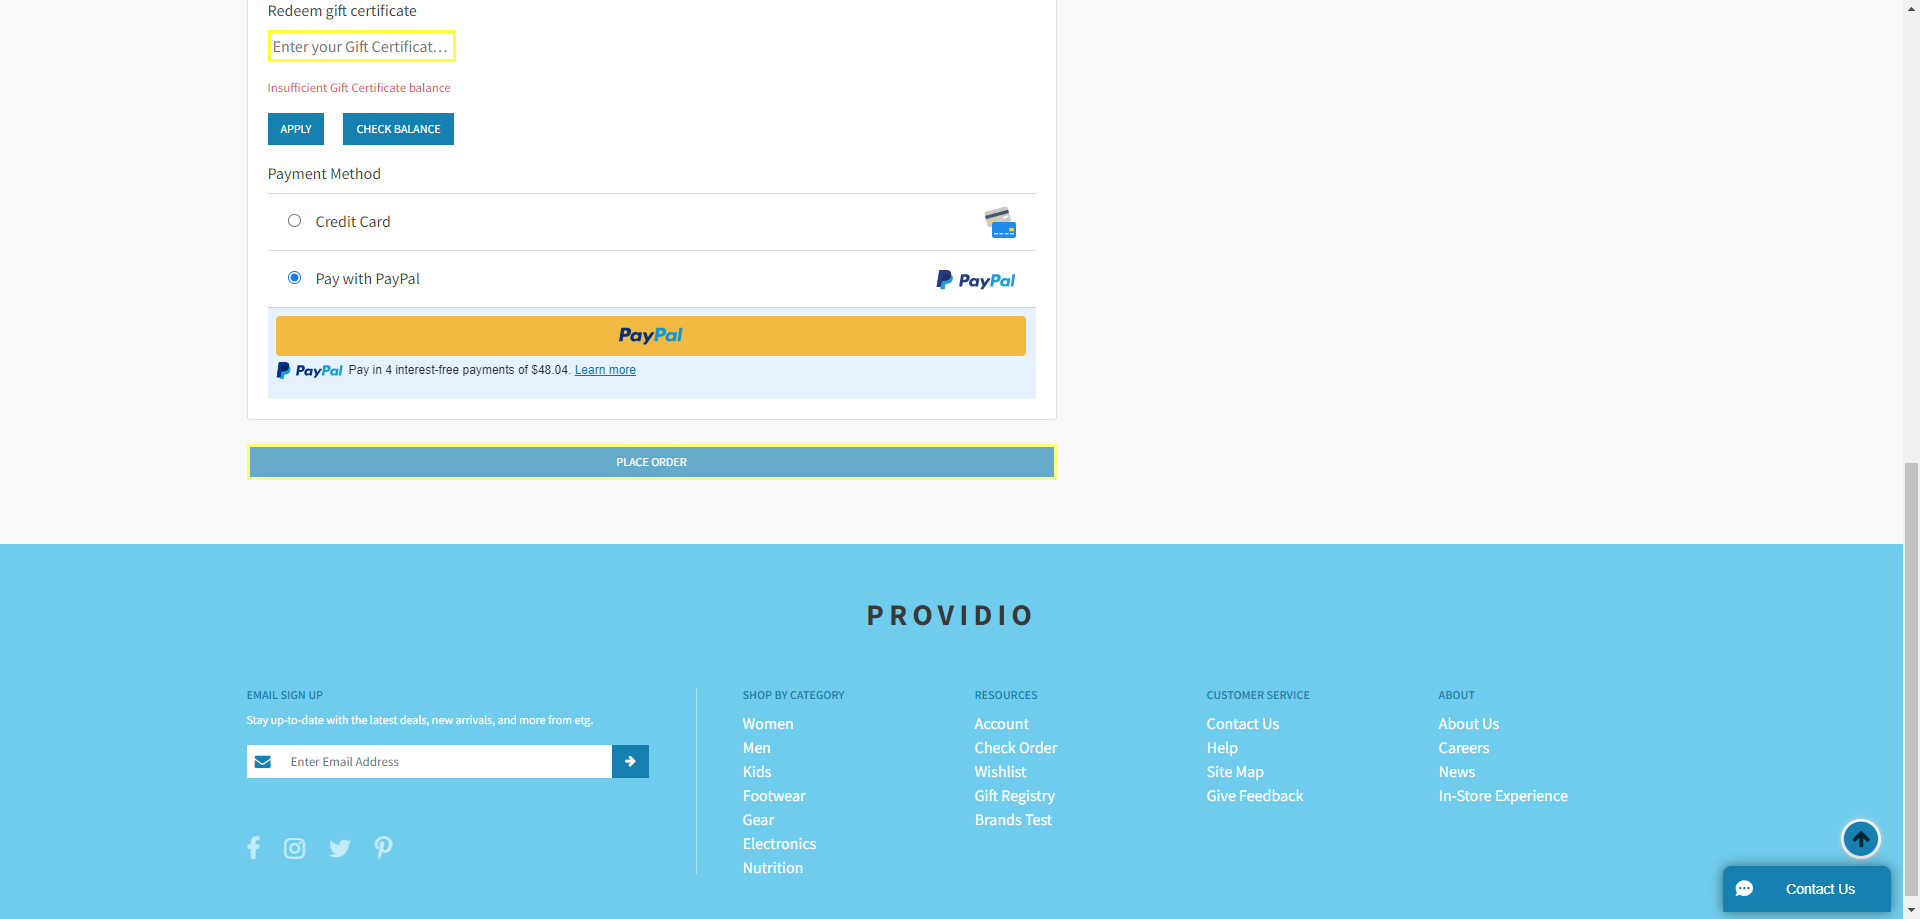 Redeem gift certificate
Enter your Gift Certificat...
Insufficient Gift Certificate balance
APPLY
CHECK BALANCE
Payment Method
Credit Card
Pay with PayPal
PayPal
PayPal
PayPal Pay in 4 interest-free payments of $48.04. Learn more
PLACE ORDER
PROVIDIO
EMAIL SIGN UP
Stay up-to-date with the latest deals, new arrivals, and more from etg.
Enter Email Address
SHOP BY CATEGORY
Women
Men
Kids
Footwear
Gear
Electronics
Nutrition
RESOURCES
Account
Check Order
Wishlist
Gift Registry
Brands Test
CUSTOMER SERVICE
Contact Us
Help
Site Map
Give Feedback
ABOUT
About Us
Careers
News
In-Store Experience
Contact Us